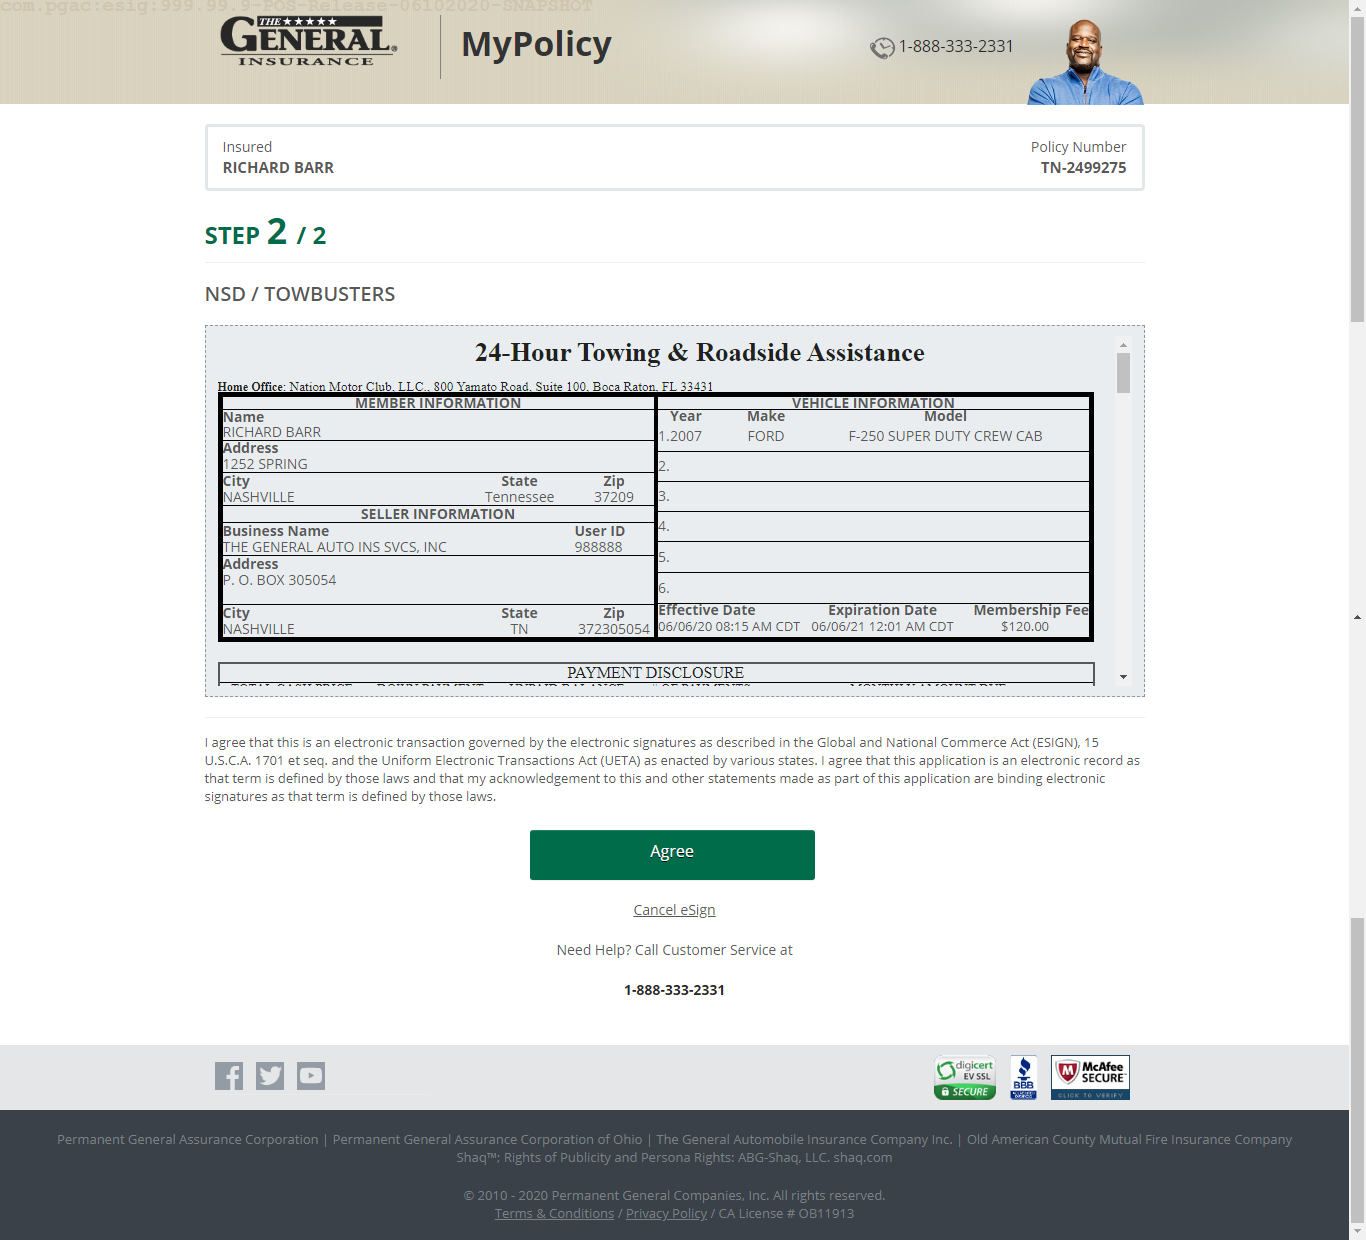 com.pgac:esig:999.99.9-POS-Release-06102020-SNAPSHOT
THE GENERAL® INSURANCE
MyPolicy
1-888-333-2331
Insured
Policy Number
RICHARD BARR
TN-2499275
STEP 2 / 2
NSD / TOWBUSTERS
24-Hour Towing & Roadside Assistance
Home Office: Nation Motor Club, LLC., 800 Yamato Road, Suite 100, Boca Raton, FL 33431
MEMBER INFORMATION
Name
RICHARD BARR
Address
1252 SPRING
City State Zip
NASHVILLE Tennessee 37209
SELLER INFORMATION
Business Name User ID
THE GENERAL AUTO INS SVCS, INC 988888
Address
P. O. BOX 305054
City State Zip
NASHVILLE TN 372305054
VEHICLE INFORMATION
Year Make Model
1.2007 FORD F-250 SUPER DUTY CREW CAB
2.
3.
4.
5.
6.
Effective Date Expiration Date Membership Fee
06/06/20 08:15 AM CDT 06/06/21 12:01 AM CDT $120.00
PAYMENT DISCLOSURE
I agree that this is an electronic transaction governed by the electronic signatures as described in the Global and National Commerce Act (ESIGN), 15
U.S.C.A. 1701 et seq. and the Uniform Electronic Transactions Act (UETA) as enacted by various states. I agree that this application is an electronic record as
that term is defined by those laws and that my acknowledgement to this and other statements made as part of this application are binding electronic
signatures as that term is defined by those laws.
Agree
Cancel eSign
Need Help? Call Customer Service at
1-888-333-2331
digicert
EV SSL
SECURE
BBB
McAfee
SECURE™
CLICK TO VERIFY
Permanent General Assurance Corporation | Permanent General Assurance Corporation of Ohio | The General Automobile Insurance Company Inc. | Old American County Mutual Fire Insurance Company
Shaq™; Rights of Publicity and Persona Rights: ABG-Shaq, LLC. shaq.com
© 2010 - 2020 Permanent General Companies, Inc. All rights reserved.
Terms & Conditions / Privacy Policy / CA License # OB11913